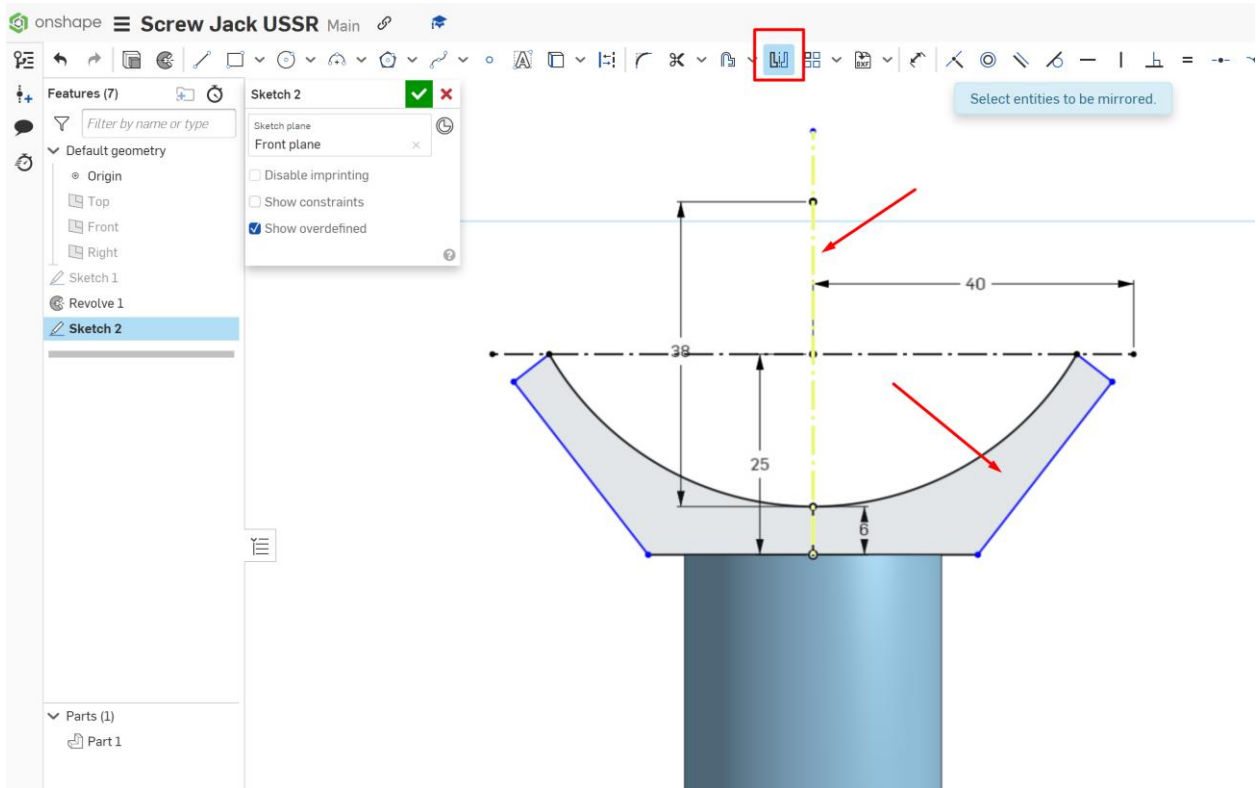 onshape Screw Jack USSR Main
DXF
Features (7)
Sketch 2
Select entities to be mirrored.
Filter by name or type
Sketch plane
Front plane
Default geometry
Origin
Disable imprinting
Top
Show constraints
Front
Show overdefined
Right
Sketch 1
Revolve 1
Sketch 2
40
38
25
6
Parts (1)
Part 1